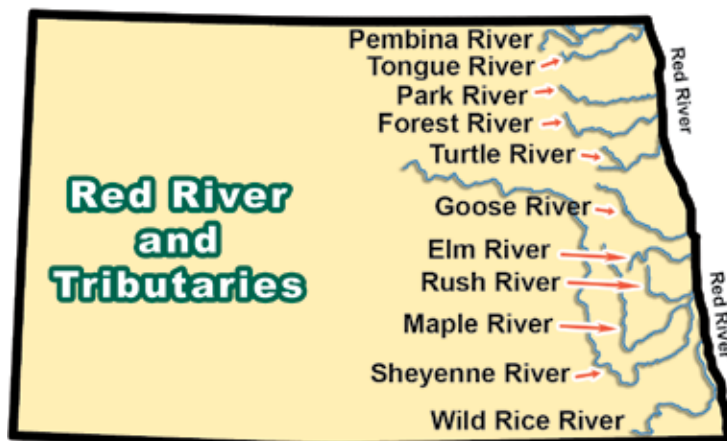 Pembina River
Tongue River
Park River
Forest River
Turtle River
Goose River
Elm River
Rush River
Maple River
Sheyenne River
Wild Rice River
Red River
and
Tributaries
Red River
Red River